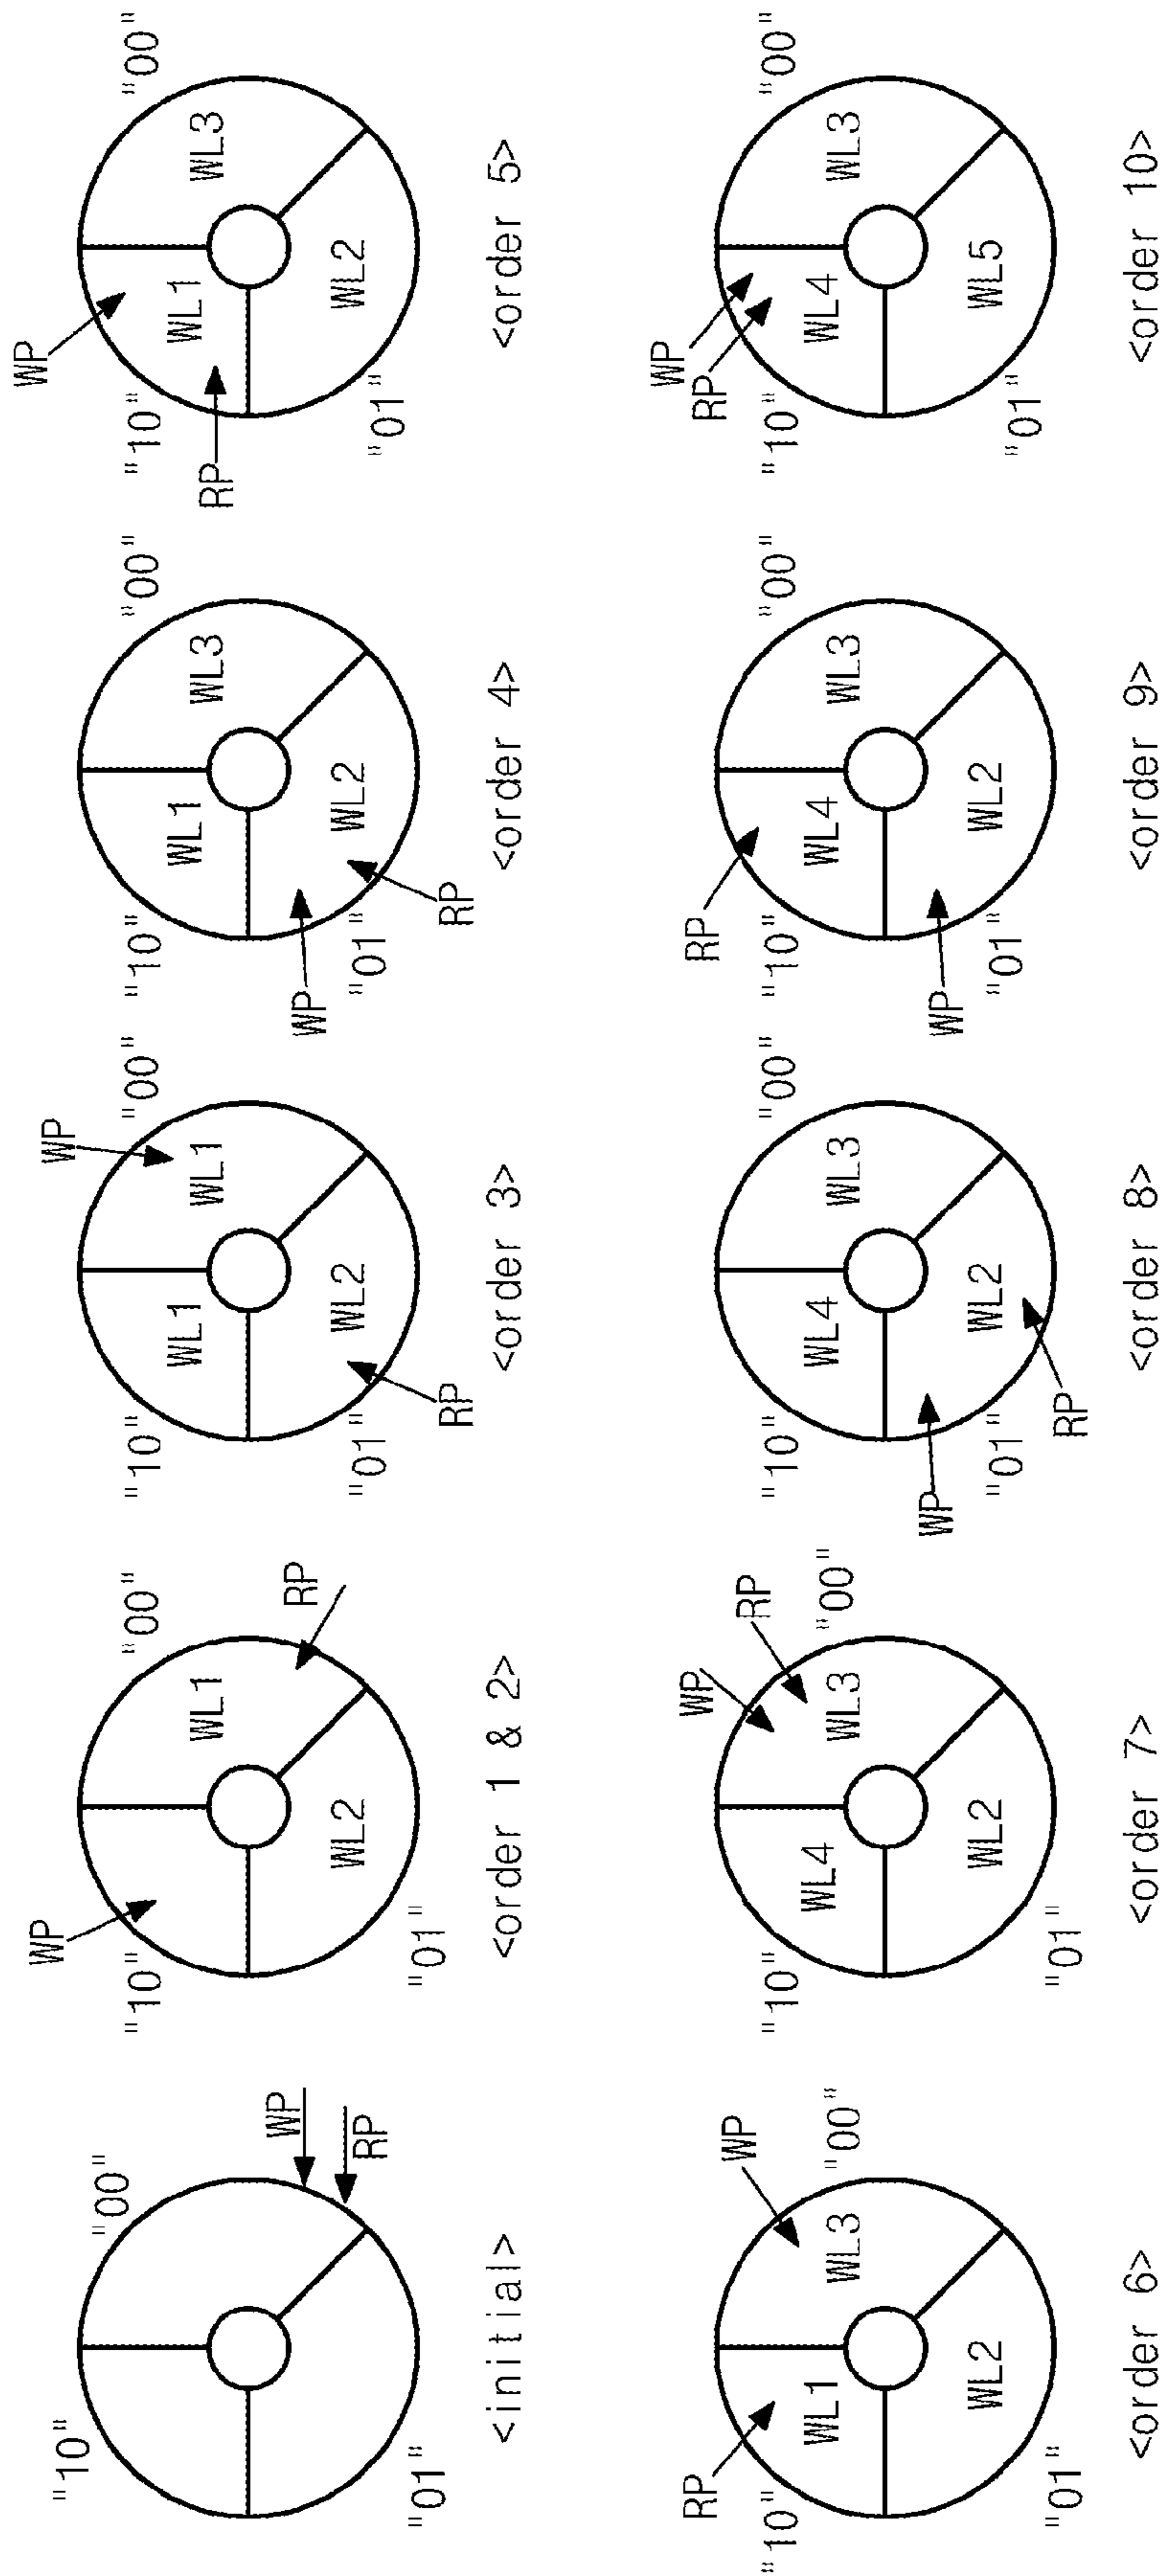 "10"
"00"
WP
RP
"01"
<initial>
WP
"10"
"00"
WL1
RP
WL2
"01"
<order 1 & 2>
"10"
WP
"00"
WL1
WL1
WL2
"01"
RP
<order 3>
"10"
"00"
WL1
WL3
WL2
WP
"01"
RP
<order 4>
WP
"10"
"00"
WL1
WL3
RP
WL2
"01"
<order 5>
RP
WP
"10"
"00"
WL1
WL3
WL2
"01"
<order 6>
WP
RP
"10"
"00"
WL4
WL3
WL2
"01"
<order 7>
"10"
"00"
WL4
WL3
WL2
WP
"01"
RP
<order 8>
RP
"10"
"00"
WL4
WL3
WL2
WP
"01"
<order 9>
WP
RP
"10"
"00"
WL4
WL3
WL5
"01"
<order 10>